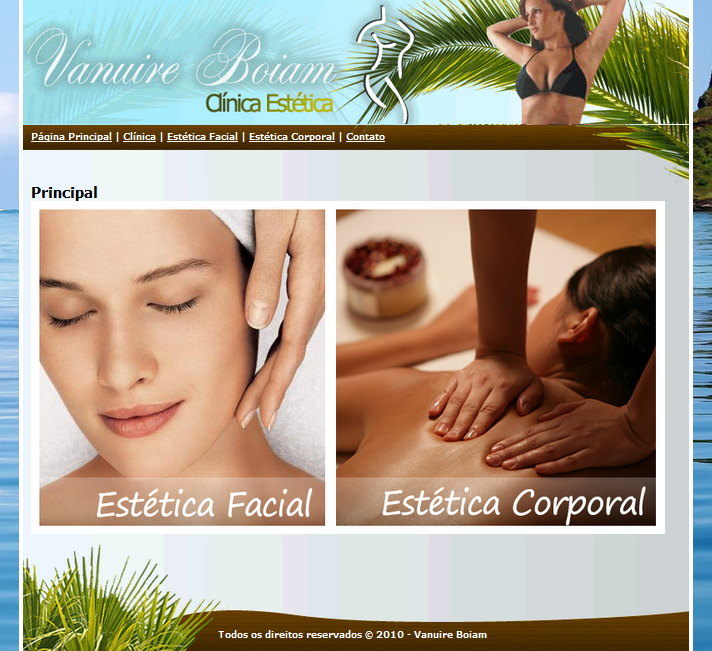 Vanuire Boiam
Clínica Estética
Página Principal | Clínica | Estética Facial | Estética Corporal | Contato
Principal
Estética Facial
Estética Corporal
Todos os direitos reservados © 2010 - Vanuire Boiam